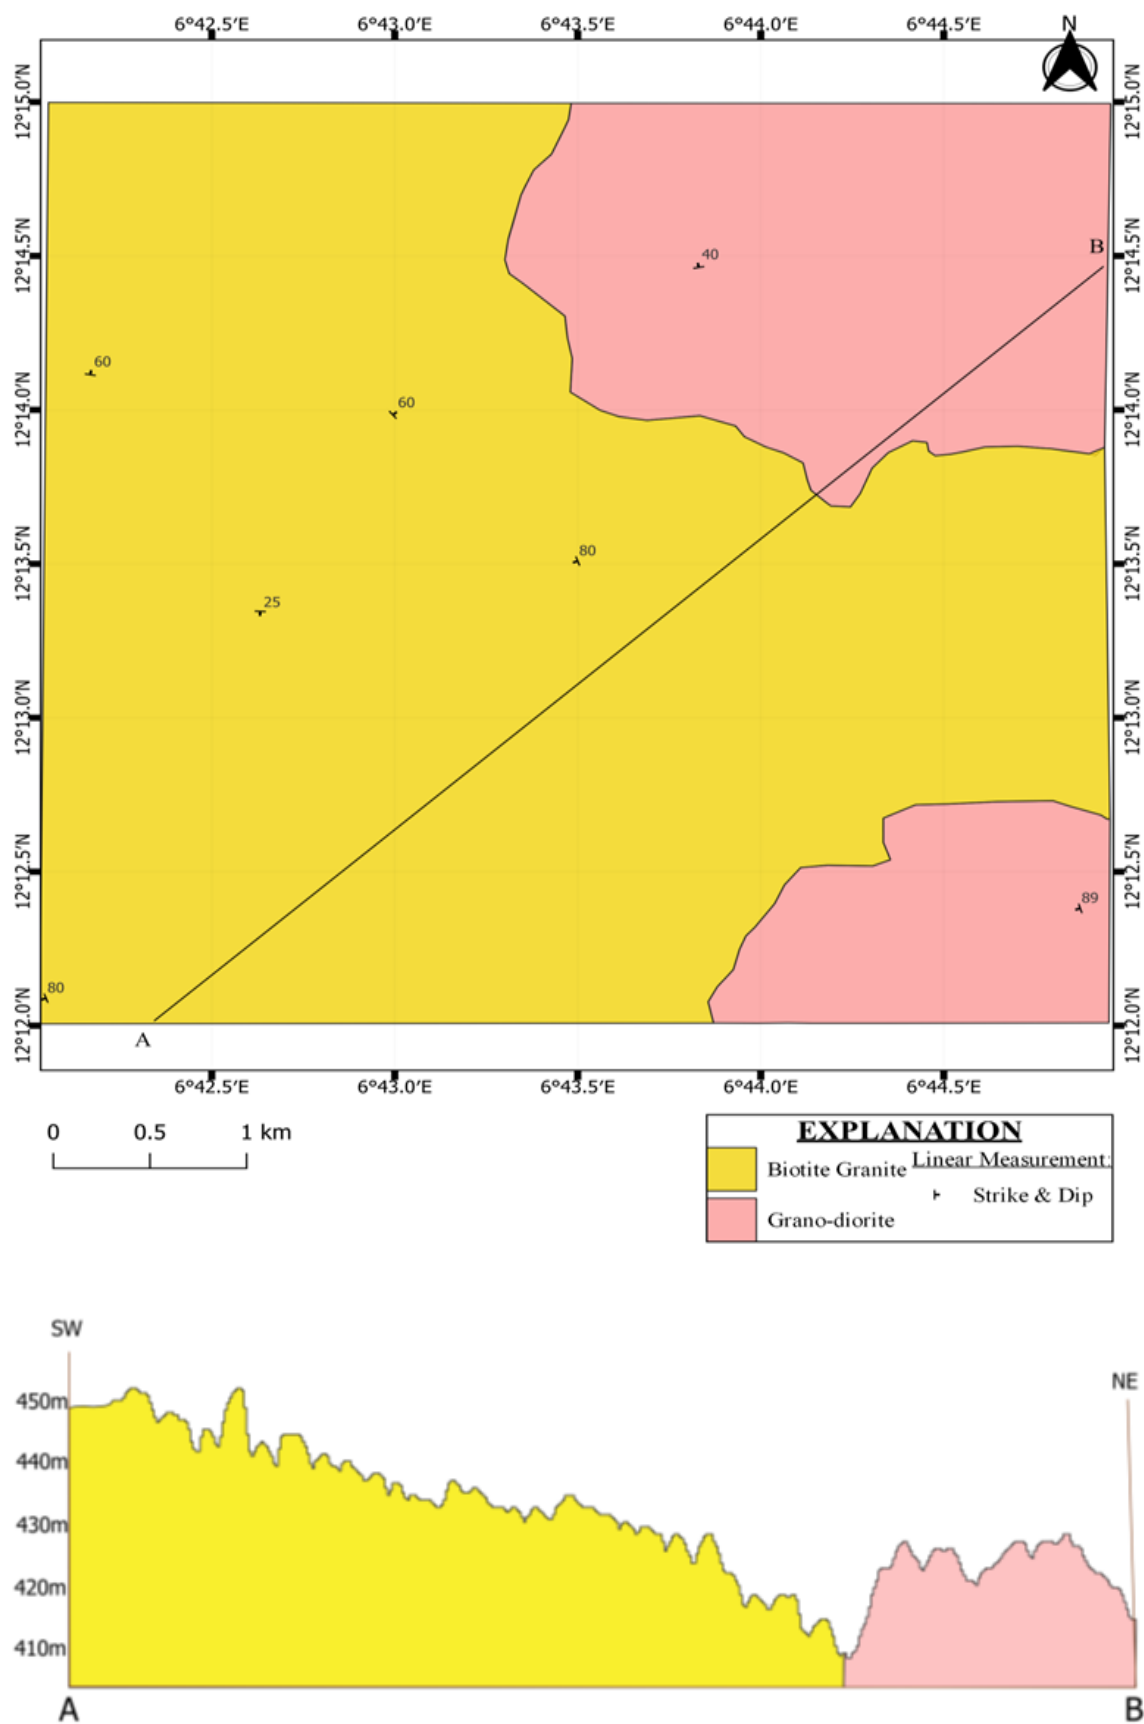 6°42.5'E 6°43.0'E 6°43.5'E 6°44.0'E 6°44.5'E N
12°15.0'N 12°15.0'N
B
40
12°14.5'N 12°14.5'N
60
60
12°14.0'N 12°14.0'N
80
12°13.5'N 12°13.5'N
25
12°13.0'N 12°13.0'N
12°12.5'N 12°12.5'N
89
80
12°12.0'N 12°12.0'N
A
6°42.5'E 6°43.0'E 6°43.5'E 6°44.0'E 6°44.5'E
0 0.5 1 km
EXPLANATION
Biotite Granite Linear Measurement:
Strike & Dip
Grano-diorite
SW
NE
450m
440m
430m
420m
410m
A B